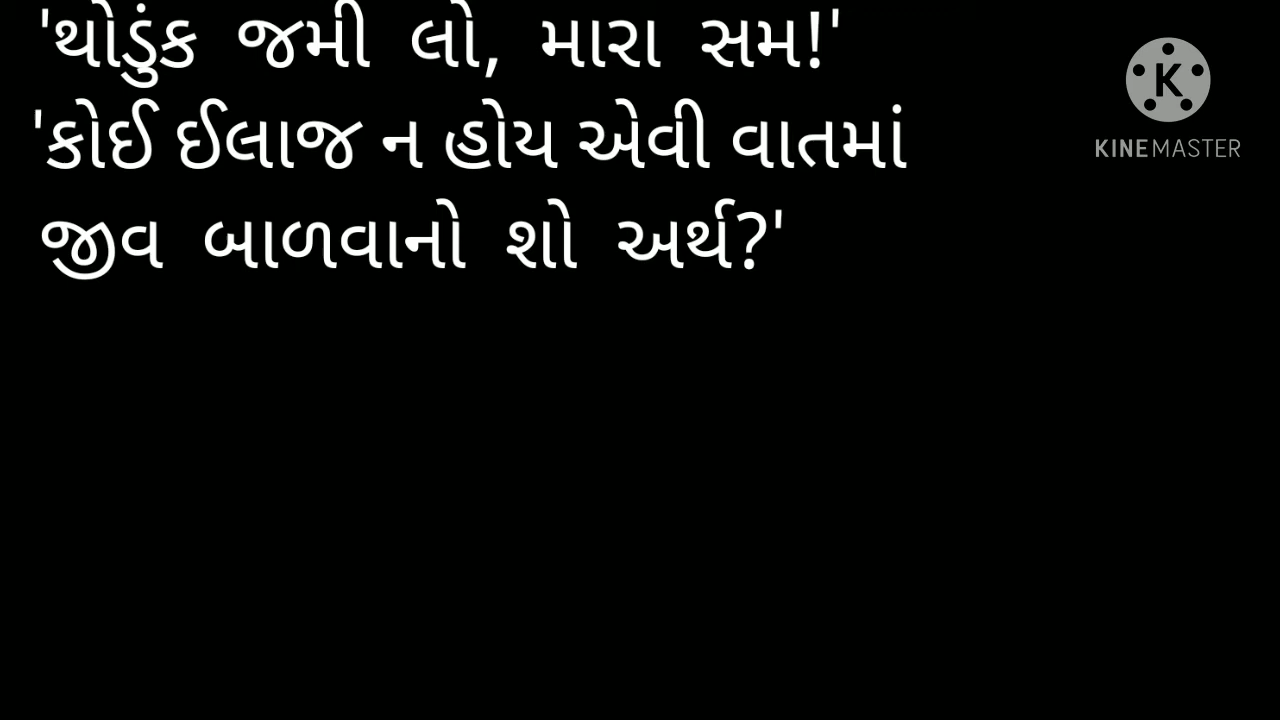 'થોડુંક જમી લો, મારા સમ!'
'કોઈ ઈલાજ ન હોય એવી વાતમાં
જીવ બાળવાનો શો અર્થ?'
KINEMASTER